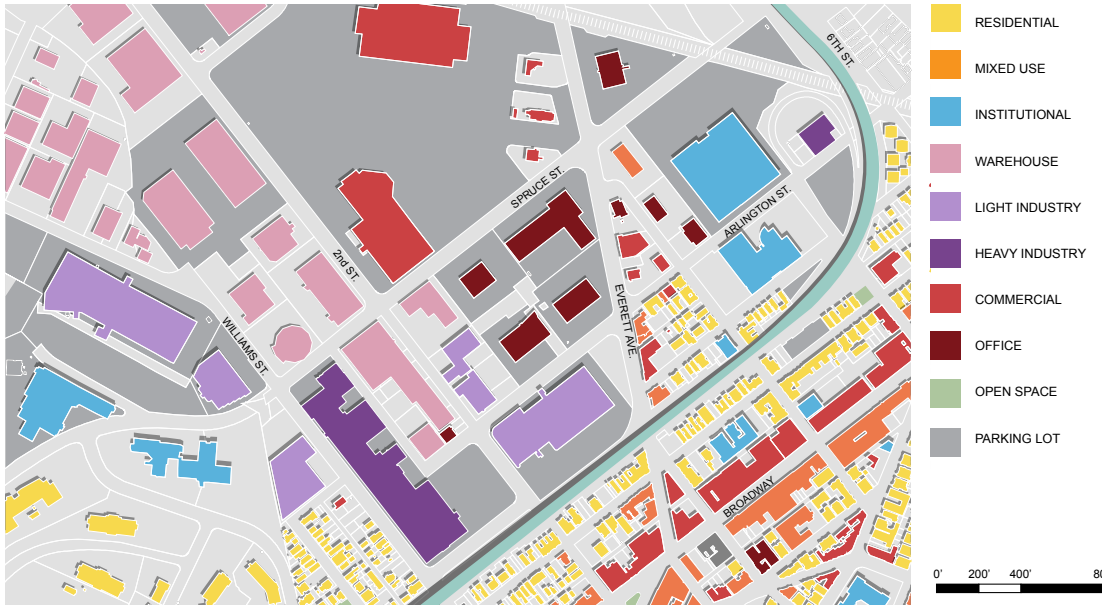 RESIDENTIAL
MIXED USE
INSTITUTIONAL
WAREHOUSE
LIGHT INDUSTRY
HEAVY INDUSTRY
COMMERCIAL
OFFICE
OPEN SPACE
PARKING LOT
6TH ST.
SPRUCE ST.
ARLINGTON ST.
2nd ST.
EVERETT AVE.
WILLIAMS ST.
BROADWAY
0' 200' 400' 80